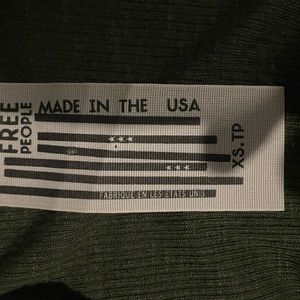 FREE
PEOPLE
MADE IN THE USA
XS.TP
FABRIQUE EN LES ETATS UNIS